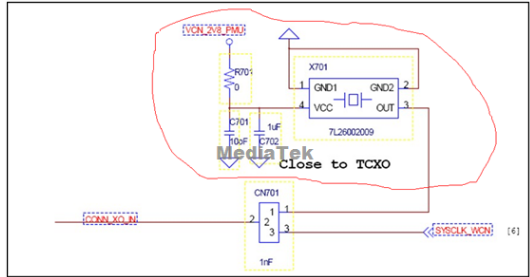 VCN_2V8_PMU
R701
0
X701
1 GND1 GND2 2
4 VCC OUT 3
7L26002009
C701
10pF
1uF
C702
MediaTek
Close to TCXO
CN701
CONN_XO_IN
2 2 1 1
3 3
SYSCLK_WCN [6]
1nF